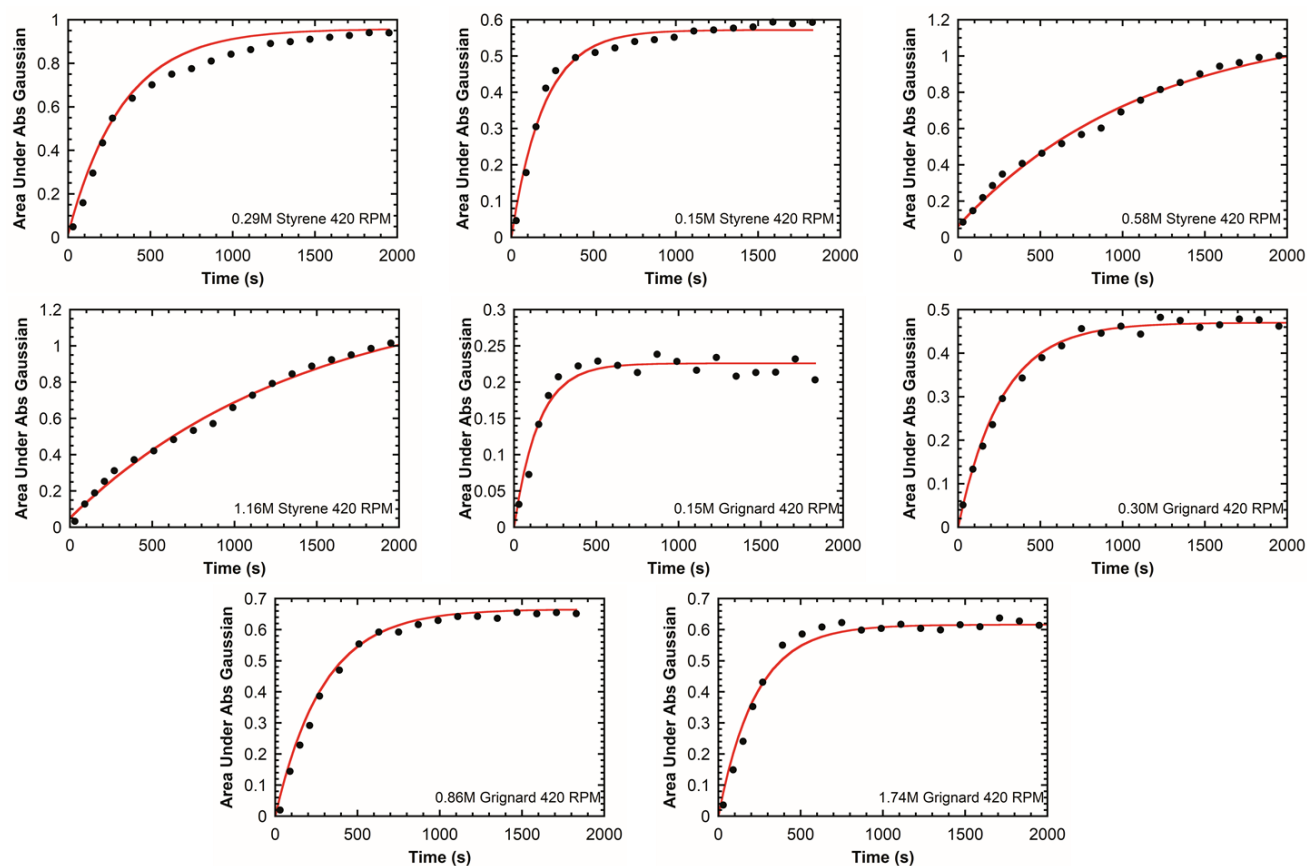 Area Under Abs Gaussian
1
0.8
0.6
0.4
0.2
0
0.29M Styrene 420 RPM
0 500 1000 1500 2000
Time (s)
Area Under Abs Gaussian
0.6
0.5
0.4
0.3
0.2
0.1
0
0.15M Styrene 420 RPM
0 500 1000 1500 2000
Time (s)
Area Under Abs Gaussian
1.2
1
0.8
0.6
0.4
0.2
0
0.58M Styrene 420 RPM
0 500 1000 1500 2000
Time (s)
Area Under Abs Gaussian
1.2
1
0.8
0.6
0.4
0.2
0
1.16M Styrene 420 RPM
0 500 1000 1500 2000
Time (s)
Area Under Abs Gaussian
0.3
0.25
0.2
0.15
0.1
0.05
0
0.15M Grignard 420 RPM
0 500 1000 1500 2000
Time (s)
Area Under Abs Gaussian
0.5
0.4
0.3
0.2
0.1
0
0.30M Grignard 420 RPM
0 500 1000 1500 2000
Time (s)
Area Under Abs Gaussian
0.7
0.6
0.5
0.4
0.3
0.2
0.1
0
0.86M Grignard 420 RPM
0 500 1000 1500 2000
Time (s)
Area Under Abs Gaussian
0.7
0.6
0.5
0.4
0.3
0.2
0.1
0
1.74M Grignard 420 RPM
0 500 1000 1500 2000
Time (s)